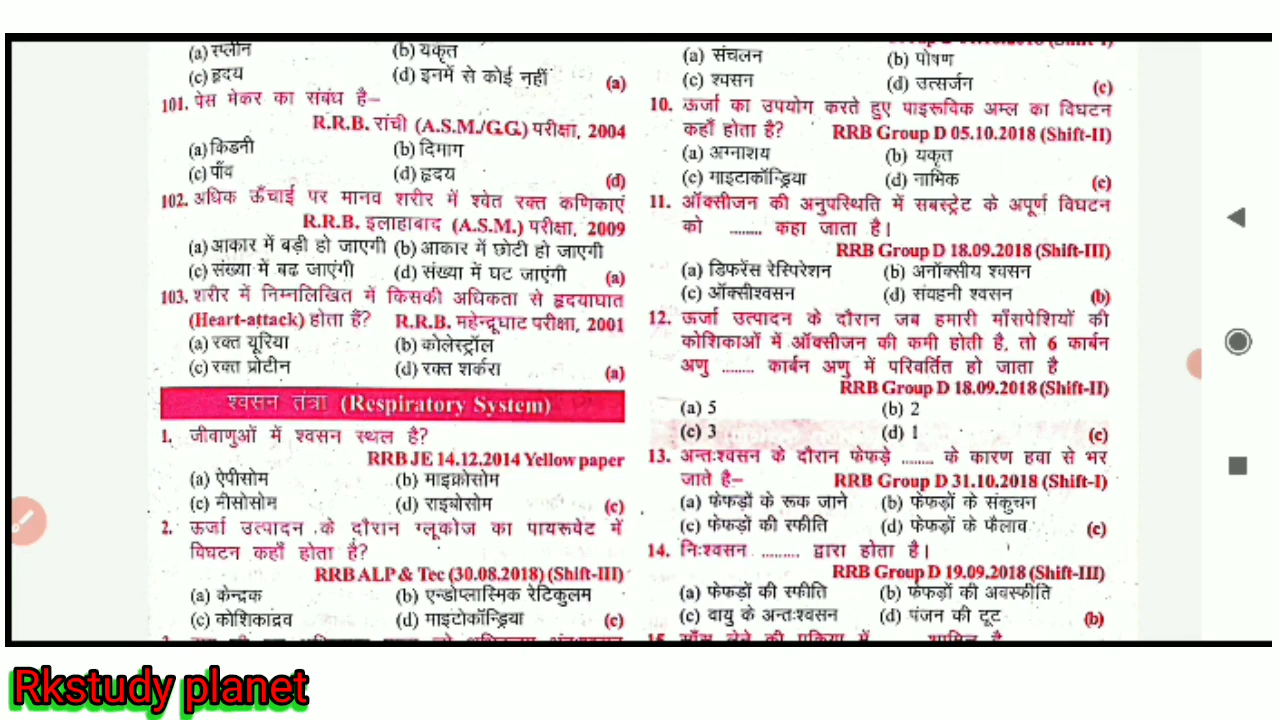 (a) स्प्लीन (b) यकृत
(c) हृदय (d) इनमें से कोई नहीं (a)
101. पेस मेकर का संबंध है–
R.R.B. रांची (A.S.M./G.G.) परीक्षा, 2004
(a) किडनी (b) दिमाग
(c) पाँव (d) हृदय (d)
102. अधिक ऊँचाई पर मानव शरीर में श्वेत रक्त कणिकाएं
R.R.B. इलाहाबाद (A.S.M.) परीक्षा, 2009
(a) आकार में बड़ी हो जाएगी (b) आकार में छोटी हो जाएगी
(c) संख्या में बढ जाएंगी (d) संख्या में घट जाएंगी (a)
103. शरीर में निम्नलिखित में किसकी अधिकता से हृदयाघात
(Heart-attack) होता हैं? R.R.B. महेन्द्रूघाट परीक्षा, 2001
(a) रक्त यूरिया (b) कोलेस्ट्रॉल
(c) रक्त प्रोटीन (d) रक्त शर्करा (a)
श्वसन तंत्रा (Respiratory System)
1. जीवाणुओं में श्वसन स्थल है?
RRB JE 14.12.2014 Yellow paper
(a) ऐपीसोम (b) माइक्रोसोम
(c) मीसोसोम (d) राइबोसोम (c)
2. ऊर्जा उत्पादन के दौरान ग्लूकोज का पायरूवेट में
विघटन कहाँ होता है?
RRB ALP & Tec (30.08.2018) (Shift-III)
(a) केन्द्रक (b) एन्डोप्लास्मिक रेटिकुलम
(c) कोशिकाद्रव (d) माइटोकॉन्ड्रिया (c)
(a) संचलन (b) पोषण
(c) श्वसन (d) उत्सर्जन (c)
10. ऊर्जा का उपयोग करते हुए पाइरूविक अम्ल का विघटन
कहाँ होता है? RRB Group D 05.10.2018 (Shift-II)
(a) अग्नाशय (b) यकृत
(c) माइटाकॉन्ड्रिया (d) नाभिक (c)
11. ऑक्सीजन की अनुपस्थिति में सबस्ट्रेट के अपूर्ण विघटन
को ........ कहा जाता है।
RRB Group D 18.09.2018 (Shift-III)
(a) डिफरेंस रेस्पिरेशन (b) अनॉक्सीय श्वसन
(c) ऑक्सीश्वसन (d) संवहनी श्वसन (b)
12. ऊर्जा उत्पादन के दौरान जब हमारी माँसपेशियों की
कोशिकाओं में ऑक्सीजन की कमी होती है, तो 6 कार्बन
अणु ........ कार्बन अणु में परिवर्तित हो जाता है
RRB Group D 18.09.2018 (Shift-II)
(a) 5 (b) 2
(c) 3 (d) 1 (c)
13. अन्तःश्वसन के दौरान फेफड़े ........ के कारण हवा से भर
जाते है– RRB Group D 31.10.2018 (Shift-I)
(a) फेफड़ों के रूक जाने (b) फेफड़ों के संकुचन
(c) फेफड़ों की स्फीति (d) फेफड़ों के फैलाव (c)
14. निःश्वसन ......... द्वारा होता है।
RRB Group D 19.09.2018 (Shift-III)
(a) फेफड़ों की स्फीति (b) फेफड़ों की अवस्फीति
(c) वायु के अन्तःश्वसन (d) पंजन की टूट (b)
Rkstudy planet